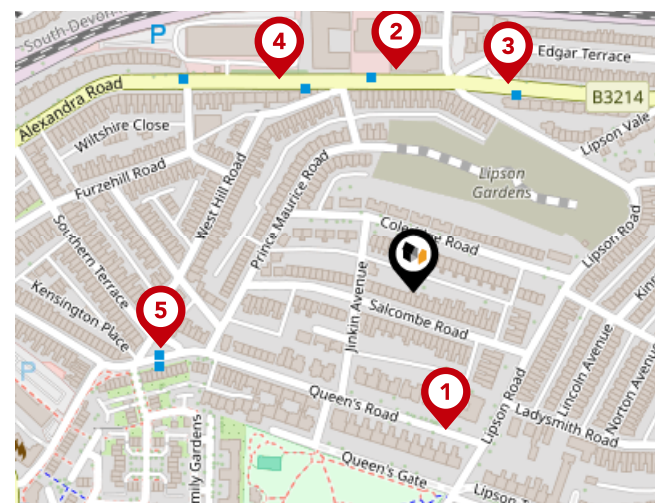 South-Devon
P
4
2
3
Edgar Terrace
B3214
Alexandra Road
Wiltshire Close
Lipson Vale
Furzehill Road
West Hill Road
Prince Maurice Road
Lipson
Gardens
Southern Terrace
Road
Lipson Road
Kensington Place
5
Jinkin Avenue
Salcombe Road
P
1
Queen's Road
Lipson Road
Lincoln Avenue
Norton Avenue
Ladysmith Road
Queen's Gate
Gardens
Lipson